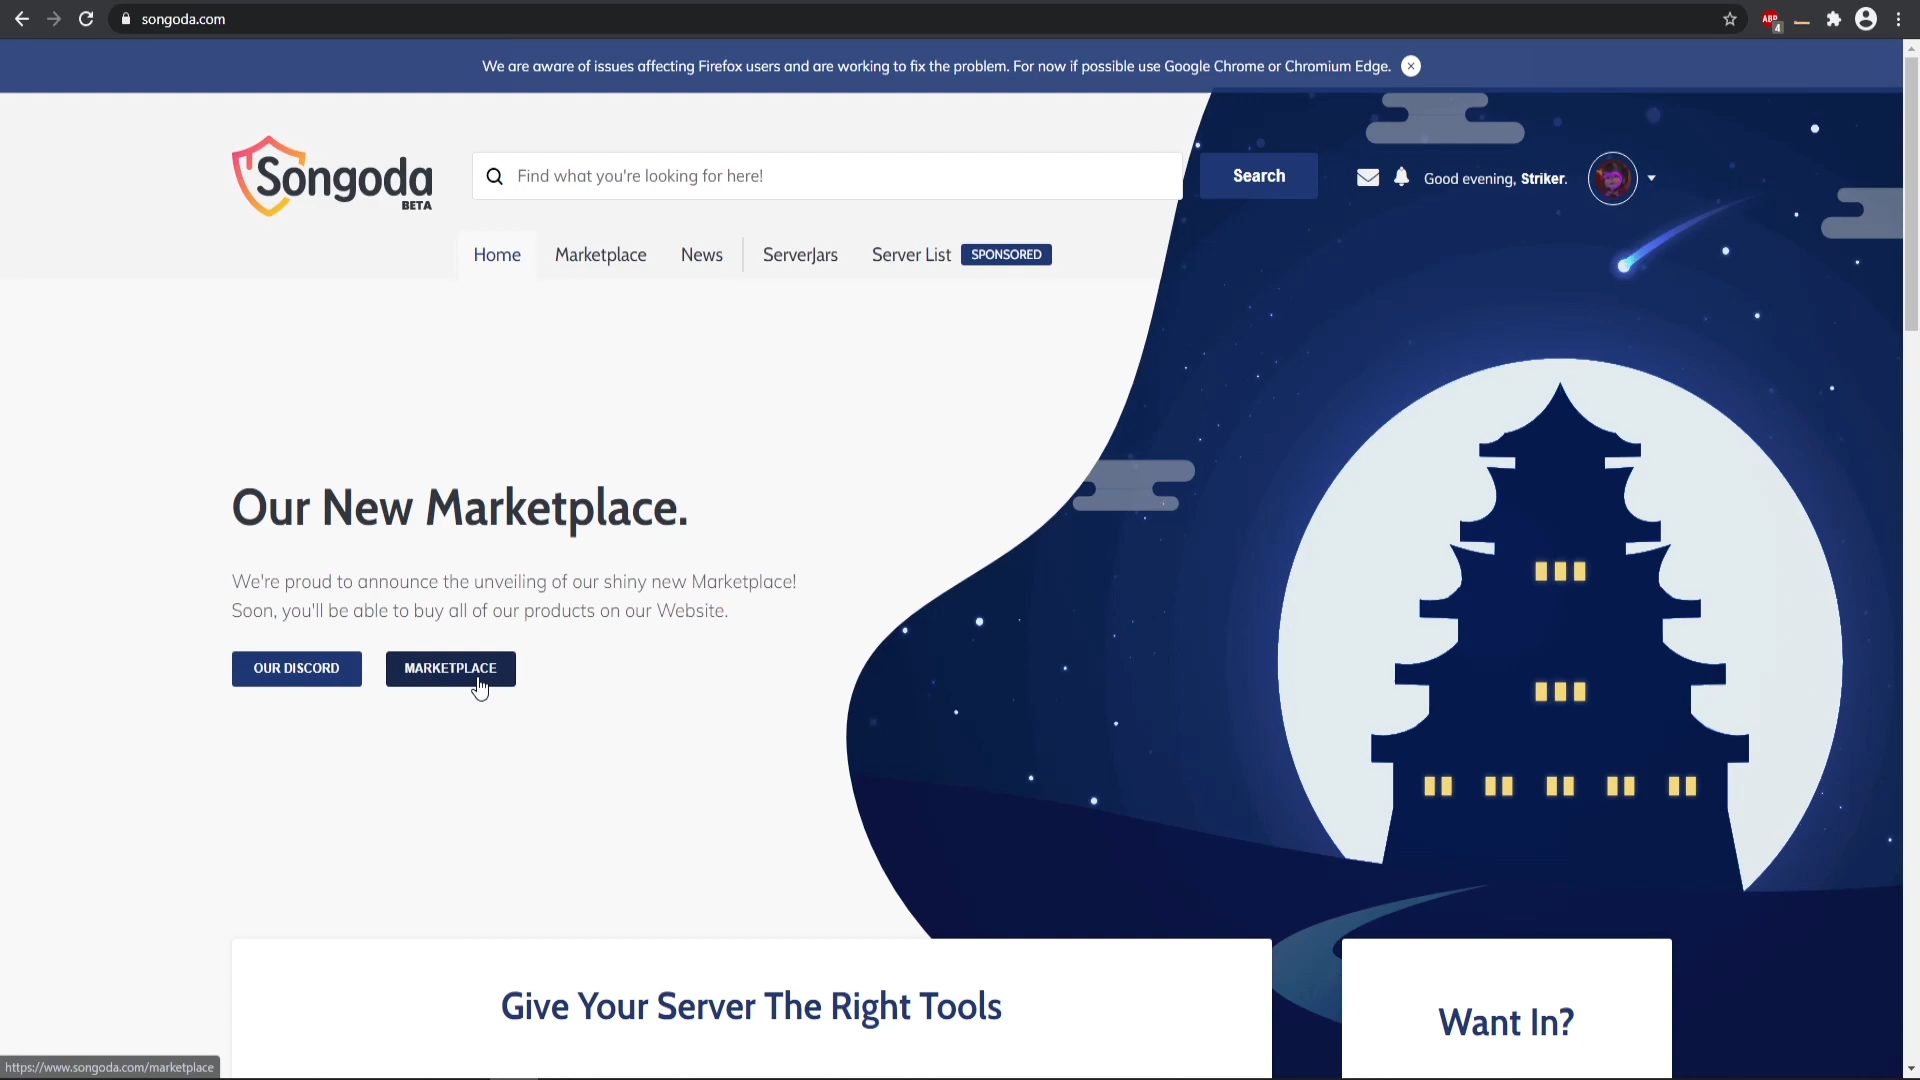 songoda.com
ABP
4
We are aware of issues affecting Firefox users and are working to fix the problem. For now if possible use Google Chrome or Chromium Edge.
Songoda
BETA
Find what you're looking for here!
Search
Good evening, Striker.
Home
Marketplace
News
ServerJars
Server List
SPONSORED
Our New Marketplace.
We're proud to announce the unveiling of our shiny new Marketplace!
Soon, you'll be able to buy all of our products on our Website.
OUR DISCORD
MARKETPLACE
Give Your Server The Right Tools
Want In?
https://www.songoda.com/marketplace